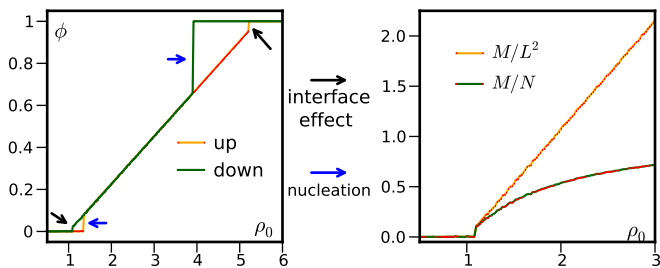 1
0.8
0.6
0.4
0.2
0
ϕ
up
down
ρ₀
1 2 3 4 5 6
interface
effect
nucleation
2.0
1.5
1.0
0.5
0.0
M/L²
M/N
ρ₀
1 2 3